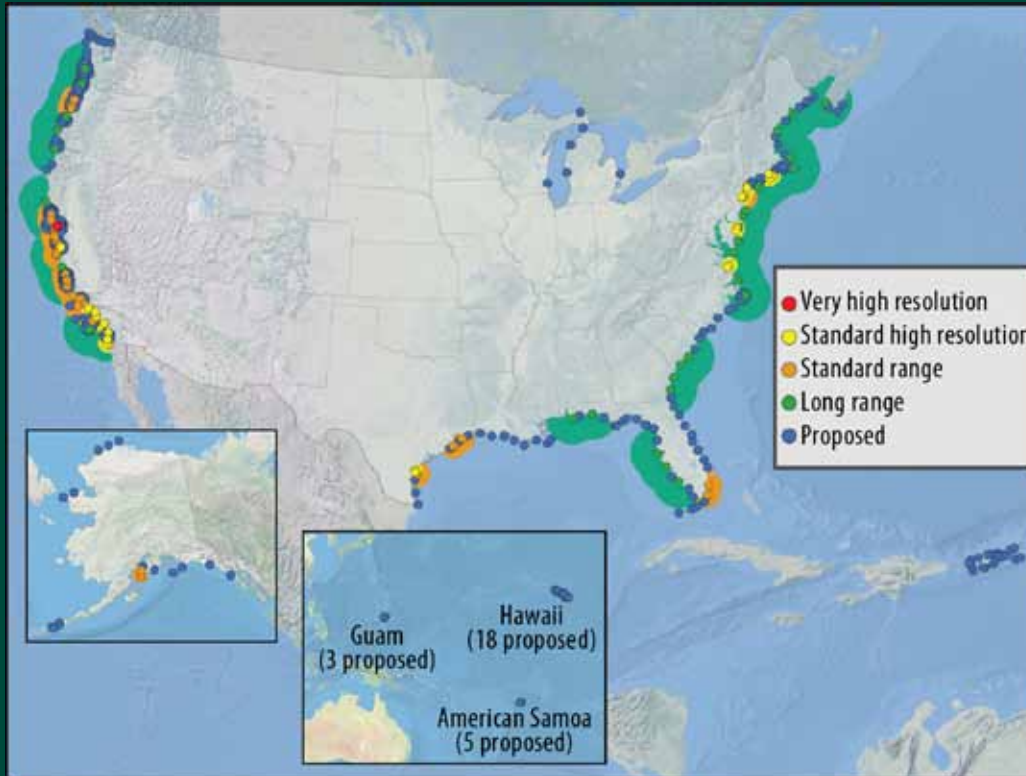 Very high resolution
Standard high resolution
Standard range
Long range
Proposed
Hawaii
(18 proposed)
Guam
(3 proposed)
American Samoa
(5 proposed)